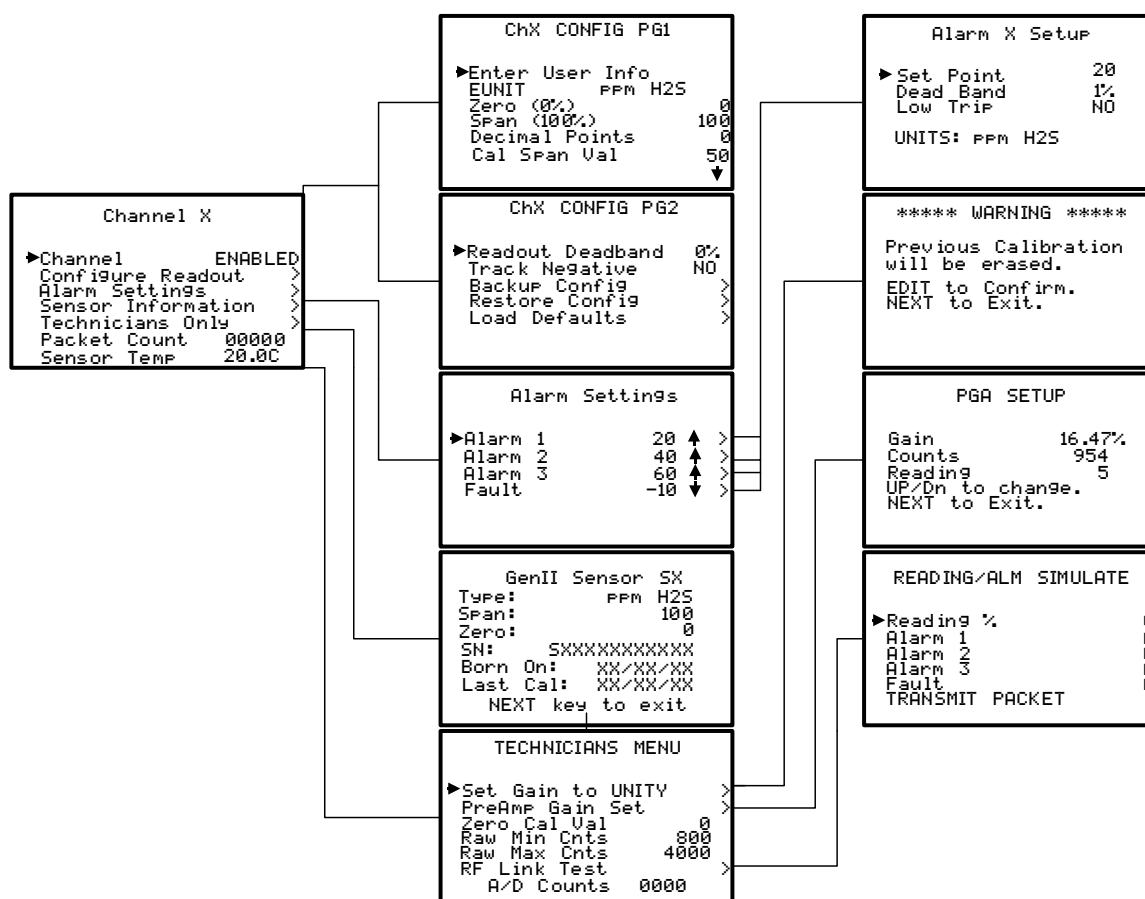 Channel X
Channel ENABLED
Configure Readout >
Alarm Settings >
Sensor Information >
Technicians Only >
Packet Count 00000
Sensor Temp 20.0C
ChX CONFIG PG1
Enter User Info
EUNIT ppm H2S
Zero (0%) 0
Span (100%) 100
Decimal Points 0
Cal Span Val 50
ChX CONFIG PG2
Readout Deadband 0%
Track Negative NO
Backup Config >
Restore Config >
Load Defaults >
Alarm Settings
Alarm 1 20 >
Alarm 2 40 >
Alarm 3 60 >
Fault -10 >
GenII Sensor SX
Type: ppm H2S
Span: 100
Zero: 0
SN: SXXXXXXXXXXX
Born On: XX/XX/XX
Last Cal: XX/XX/XX
NEXT key to exit
TECHNICIANS MENU
Set Gain to UNITY >
PreAmp Gain Set >
Zero Cal Val 0
Raw Min Cnts 800
Raw Max Cnts 4000
RF Link Test >
A/D Counts 0000
Alarm X Setup
Set Point 20
Dead Band 1%
Low Trip NO
UNITS: ppm H2S
***** WARNING *****
Previous Calibration
will be erased.
EDIT to Confirm.
NEXT to Exit.
PGA SETUP
Gain 16.47%
Counts 954
Reading 5
UP/Dn to change.
NEXT to Exit.
READING/ALM SIMULATE
Reading %
Alarm 1
Alarm 2
Alarm 3
Fault
TRANSMIT PACKET